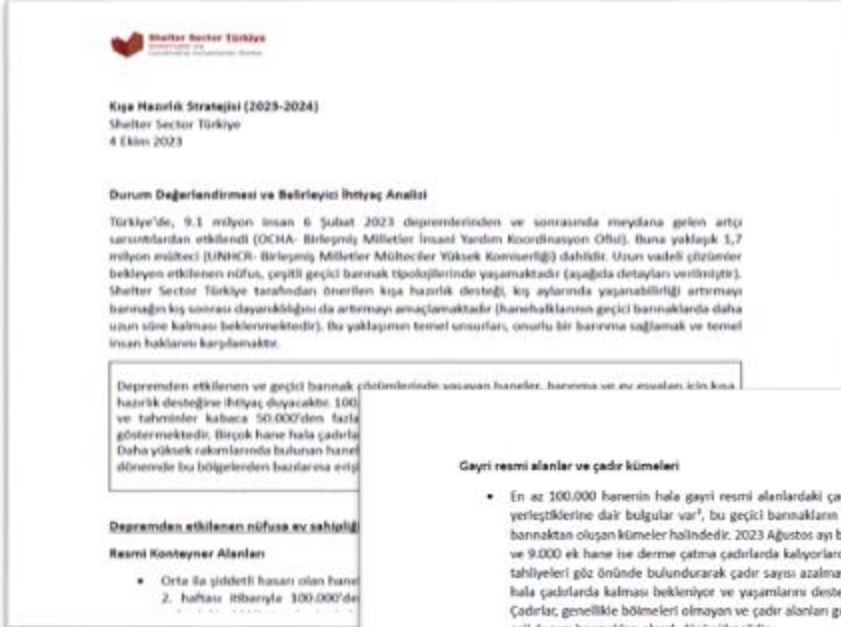 Shelter Sector Türkiye
Kışa Hazırlık Stratejisi (2023-2024)
Shelter Sector Türkiye
4 Ekim 2023
Durum Değerlendirmesi ve Belirleyici İhtiyaç Analizi
Türkiye'de, 9.1 milyon insan 6 Şubat 2023 depremlerinden ve sonrasında meydana gelen artçı
sarsıntılardan etkilendi (OCHA- Birleşmiş Milletler İnsani Yardım Koordinasyon Ofisi). Buna yaklaşık 1,7
milyon mülteci (UNHCR- Birleşmiş Milletler Mülteciler Yüksek Komiserliği) dahildir. Uzun vadeli çözümler
bekleyen etkilenen nüfus, çeşitli geçici barınak tipolojilerinde yaşamaktadır (aşağıda detayları verilmiştir).
Shelter Sector Türkiye tarafından önerilen kışa hazırlık desteği, kış aylarında yaşanabilirliği artırmayı
barınağın kış sonrası dayanıklılığını da artırmayı amaçlamaktadır (hanehalklarının geçici barınaklarda daha
uzun süre kalması beklenmektedir). Bu yaklaşımın temel unsurları, onurlu bir barınma sağlamak ve temel
insan haklarını karşılamaktır.
Depremden etkilenen ve geçici barınak çözümlerinde yaşayan haneler, barınma ve ev eşyaları için kışa
hazırlık desteğine ihtiyaç duyacaktır. 100.
ve tahminler kabaca 50.000'den fazla
göstermektedir. Birçok hane hala çadırla
Daha yüksek rakımlarında bulunan hanel
dönemde bu bölgelerden bazılarına eriş
Depremden etkilenen nüfusa ev sahipliğ
Resmi Konteyner Alanları
• Orta ila şiddetli hasarı olan hane
2. haftası itibarıyla 100.000'de
Gayri resmi alanlar ve çadır kümeleri
• En az 100.000 hanenin hala gayri resmi alanlardaki ça
yerleştiklerine dair bulgular var³, bu geçici barınakların
barınaktan oluşan kümeler halindedir. 2023 Ağustos ayı b
ve 9.000 ek hane ise derme çatma çadırlarda kalıyorlar
tahliyeleri göz önünde bulundurarak çadır sayısı azalma
hala çadırlarda kalması bekleniyor ve yaşamlarını deste
Çadırlar, genellikle bölmeleri olmayan ve çadır alanları g